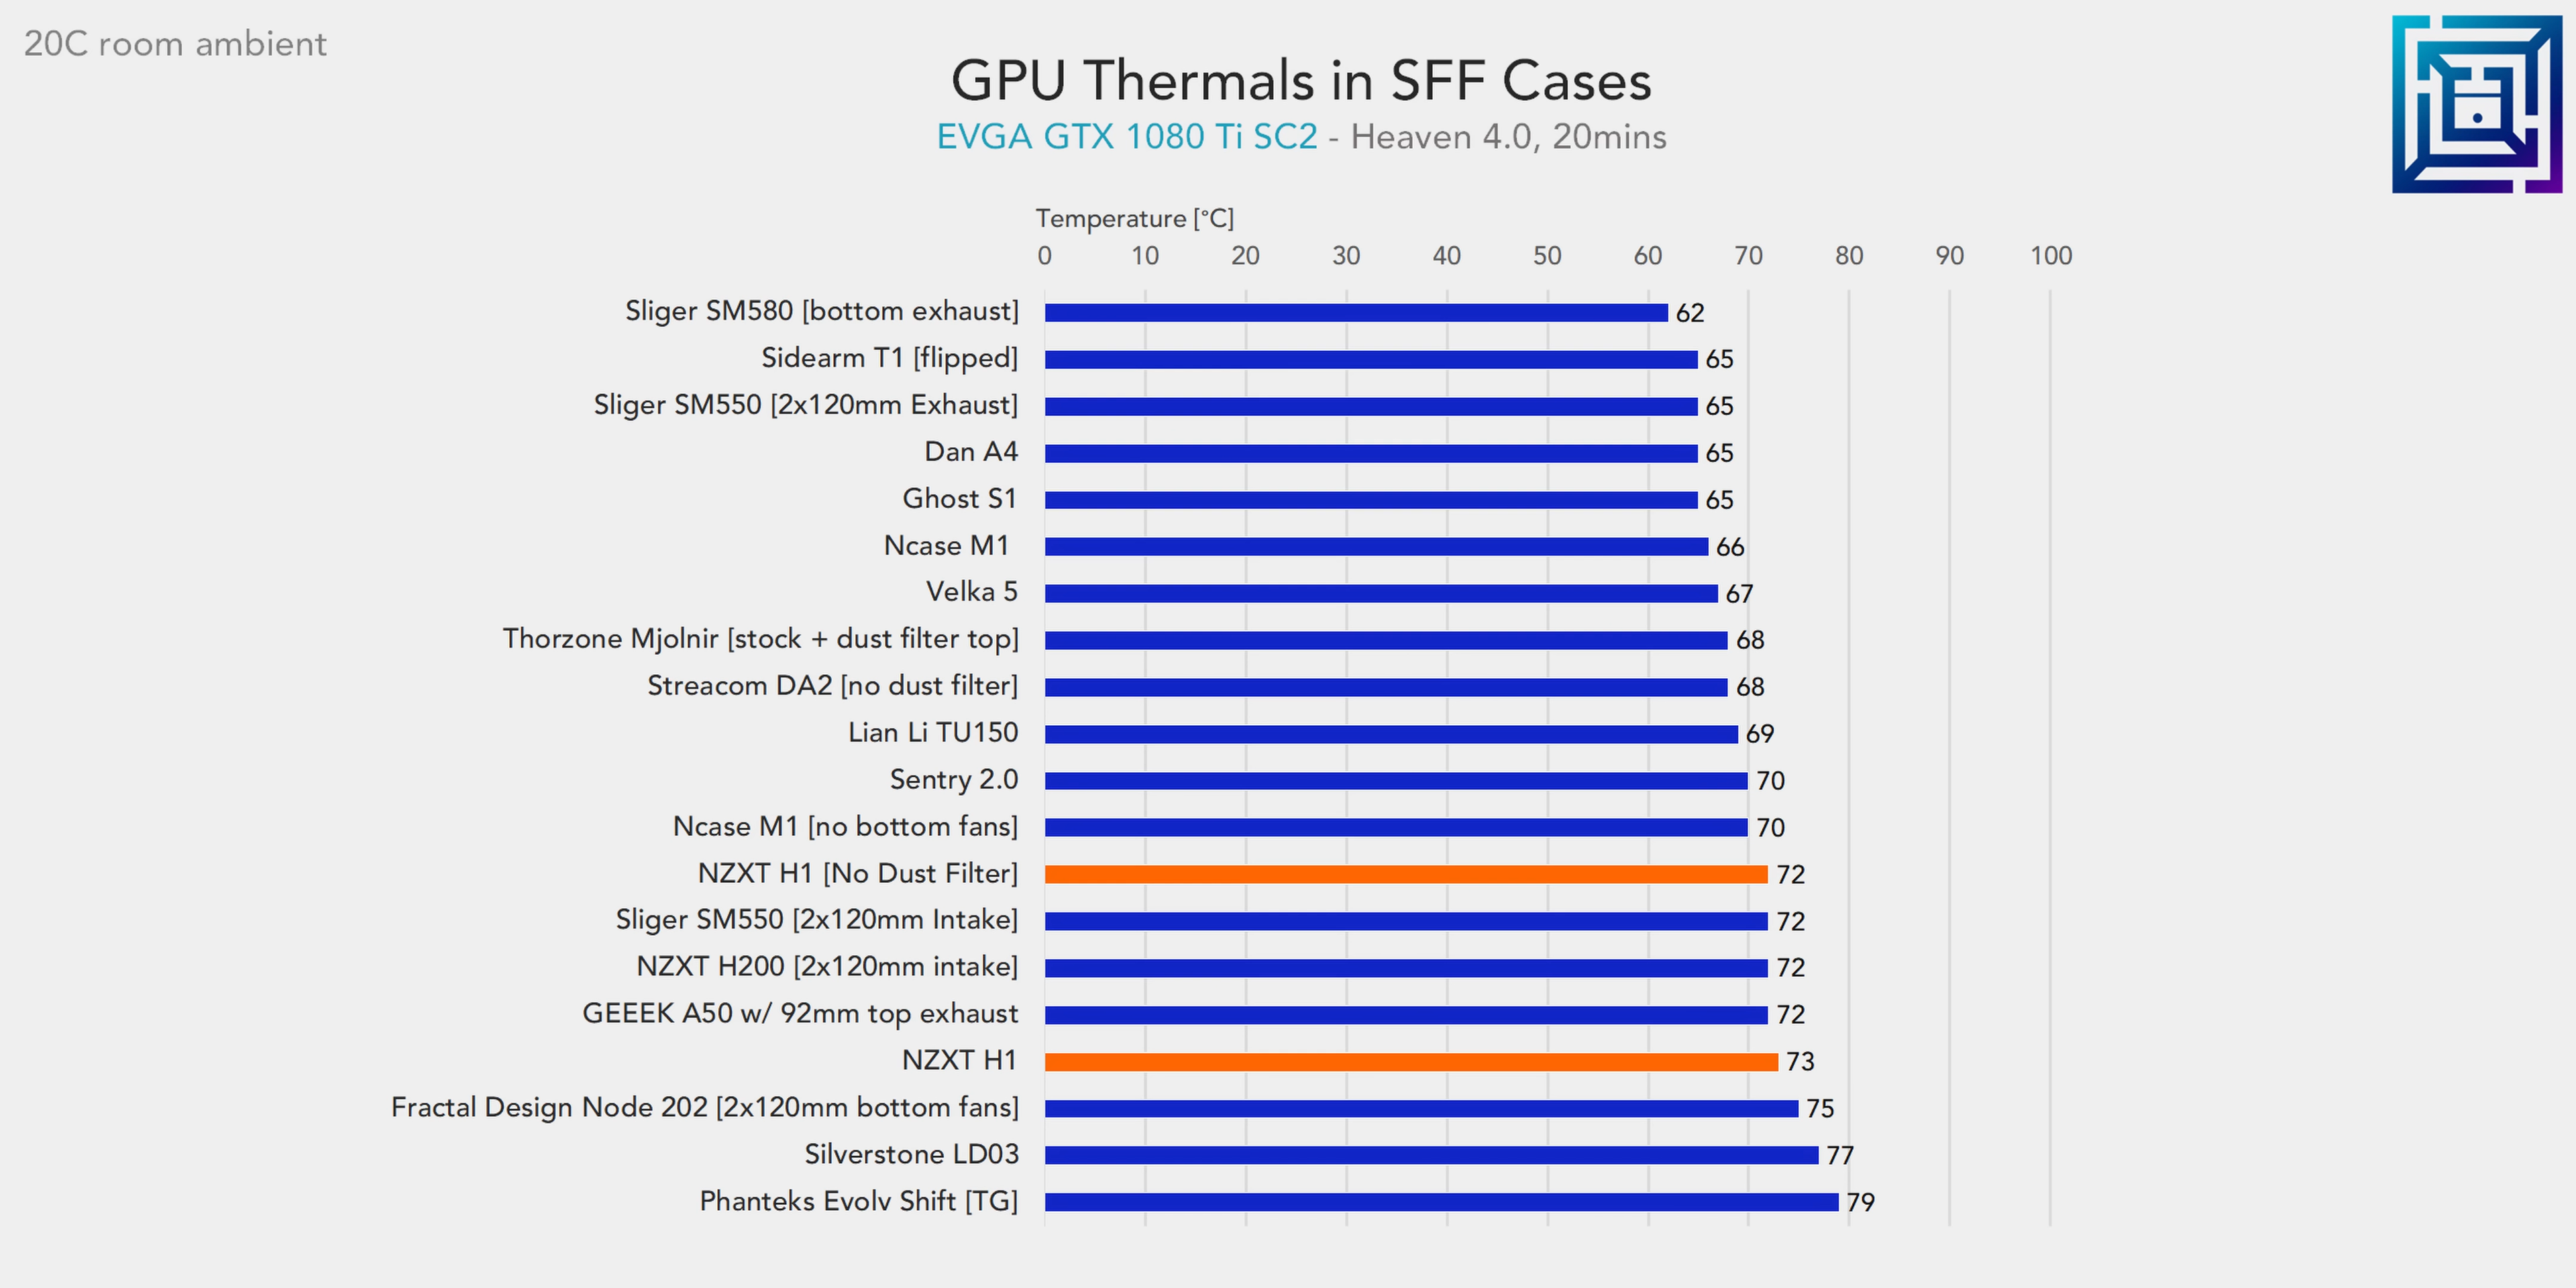 20C room ambient
GPU Thermals in SFF Cases
EVGA GTX 1080 Ti SC2 - Heaven 4.0, 20mins
Temperature [°C]
0 10 20 30 40 50 60 70 80 90 100
Sliger SM580 [bottom exhaust] 62
Sidearm T1 [flipped] 65
Sliger SM550 [2x120mm Exhaust] 65
Dan A4 65
Ghost S1 65
Ncase M1 66
Velka 5 67
Thorzone Mjolnir [stock + dust filter top] 68
Streacom DA2 [no dust filter] 68
Lian Li TU150 69
Sentry 2.0 70
Ncase M1 [no bottom fans] 70
NZXT H1 [No Dust Filter] 72
Sliger SM550 [2x120mm Intake] 72
NZXT H200 [2x120mm intake] 72
GEEEK A50 w/ 92mm top exhaust 72
NZXT H1 73
Fractal Design Node 202 [2x120mm bottom fans] 75
Silverstone LD03 77
Phanteks Evolv Shift [TG] 79